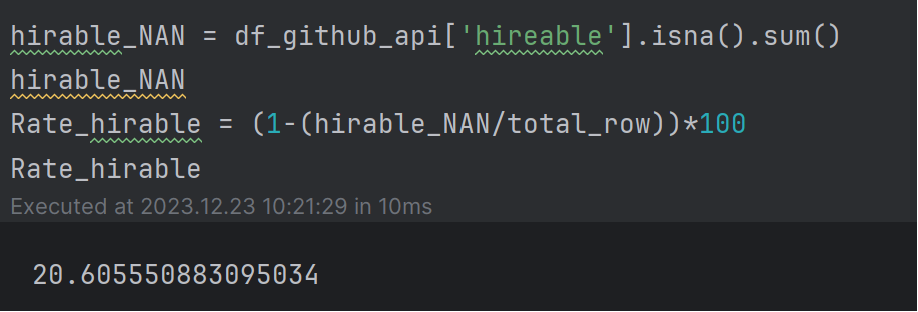 hirable_NAN = df_github_api['hireable'].isna().sum()
hirable_NAN
Rate_hirable = (1-(hirable_NAN/total_row))*100
Rate_hirable
Executed at 2023.12.23 10:21:29 in 10ms
20.605550883095034